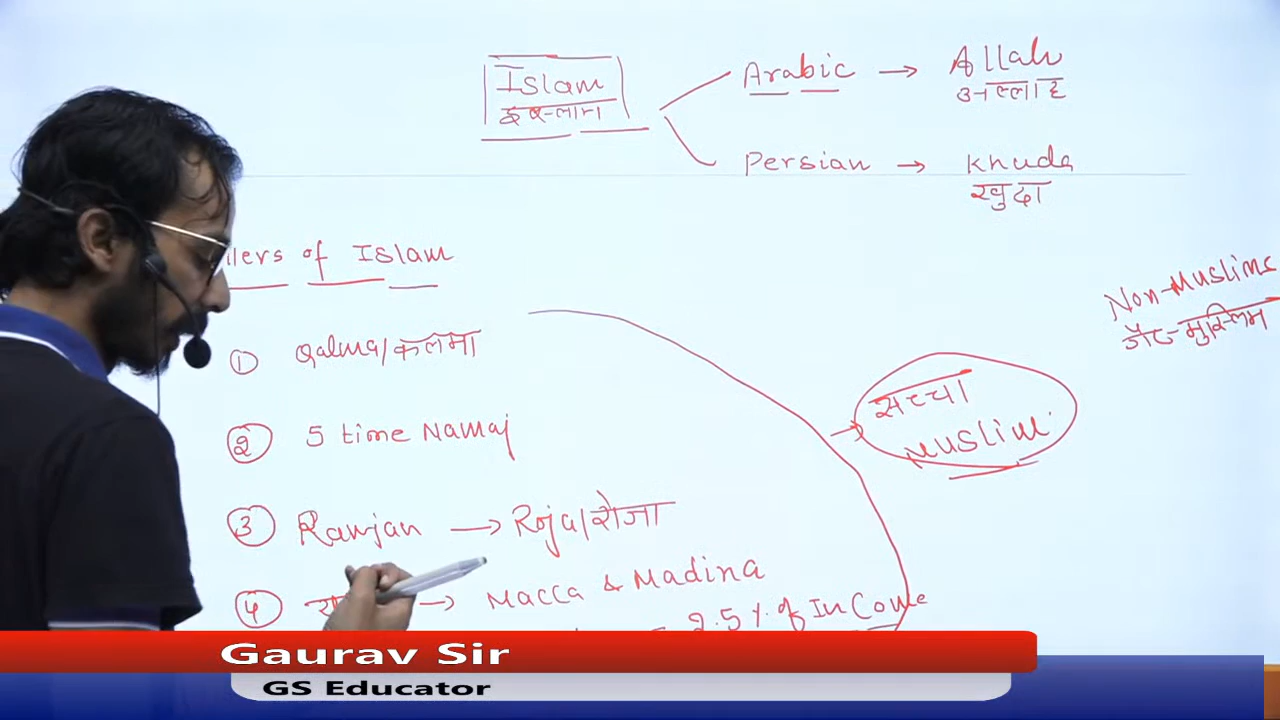 Islam
इस्लाम
Arabic → Allah
अल्लाह
Persian → Khuda
खुदा
of Islam
Non-Muslims
गैर-मुस्लिम
① Qalma/कलमा
सच्चा
Muslim
② 5 time Namaj
③ Ramjan → Roja/रोजा
④ → Macca & Madina
2.5% of InCome
Gaurav Sir
GS Educator